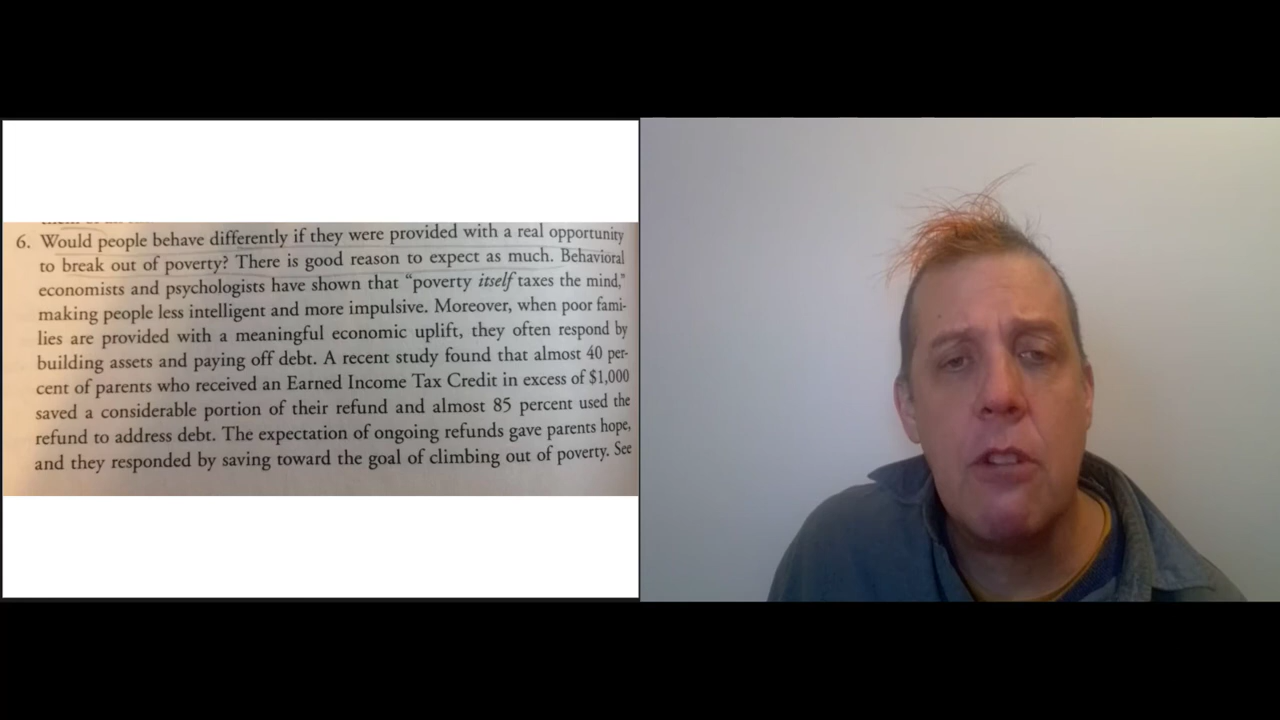 6. Would people behave differently if they were provided with a real opportunity
to break out of poverty? There is good reason to expect as much. Behavioral
economists and psychologists have shown that “poverty itself taxes the mind,”
making people less intelligent and more impulsive. Moreover, when poor fami-
lies are provided with a meaningful economic uplift, they often respond by
building assets and paying off debt. A recent study found that almost 40 per-
cent of parents who received an Earned Income Tax Credit in excess of $1,000
saved a considerable portion of their refund and almost 85 percent used the
refund to address debt. The expectation of ongoing refunds gave parents hope,
and they responded by saving toward the goal of climbing out of poverty. See